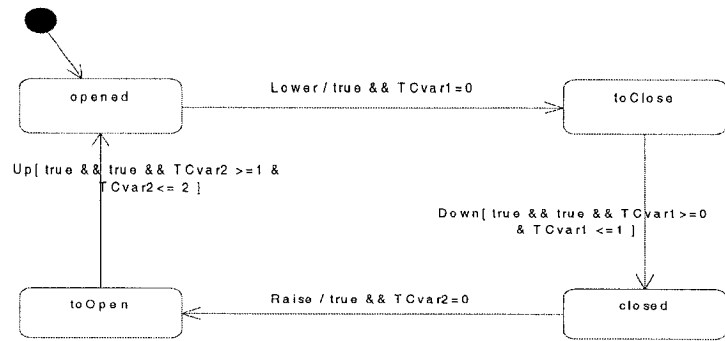 Lower / true && TCvar1=0
opened
toClose
Up[ true && true && TCvar2 >=1 &
TCvar2<= 2 ]
Down[ true && true && TCvar1>=0
& TCvar1 <=1 ]
Raise / true && TCvar2=0
toOpen
closed